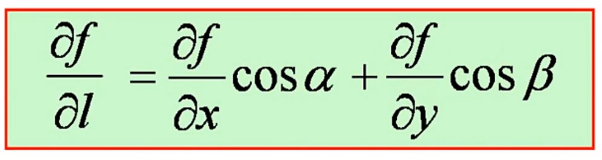 ∂f/∂l = ∂f/∂x cos α + ∂f/∂y cos β